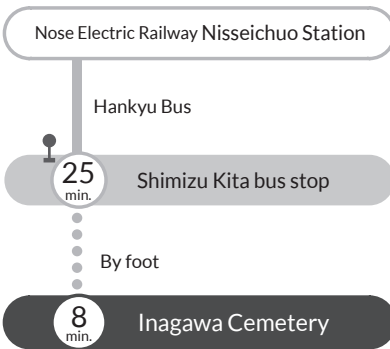 Nose Electric Railway Nisseichuo Station
Hankyu Bus
25
min.
Shimizu Kita bus stop
By foot
8
min.
Inagawa Cemetery